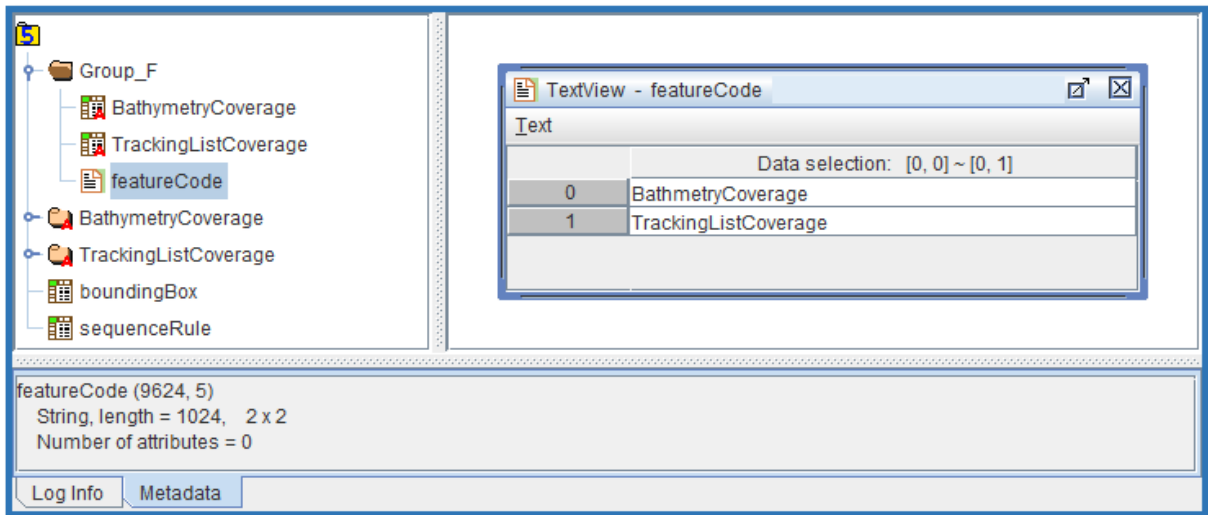 5
Group_F
BathymetryCoverage
TrackingListCoverage
featureCode
BathymetryCoverage
TrackingListCoverage
boundingBox
sequenceRule
TextView - featureCode
Text
Data selection: [0, 0] ~ [0, 1]
0 BathmetryCoverage
1 TrackingListCoverage
featureCode (9624, 5)
String, length = 1024, 2 x 2
Number of attributes = 0
Log Info Metadata